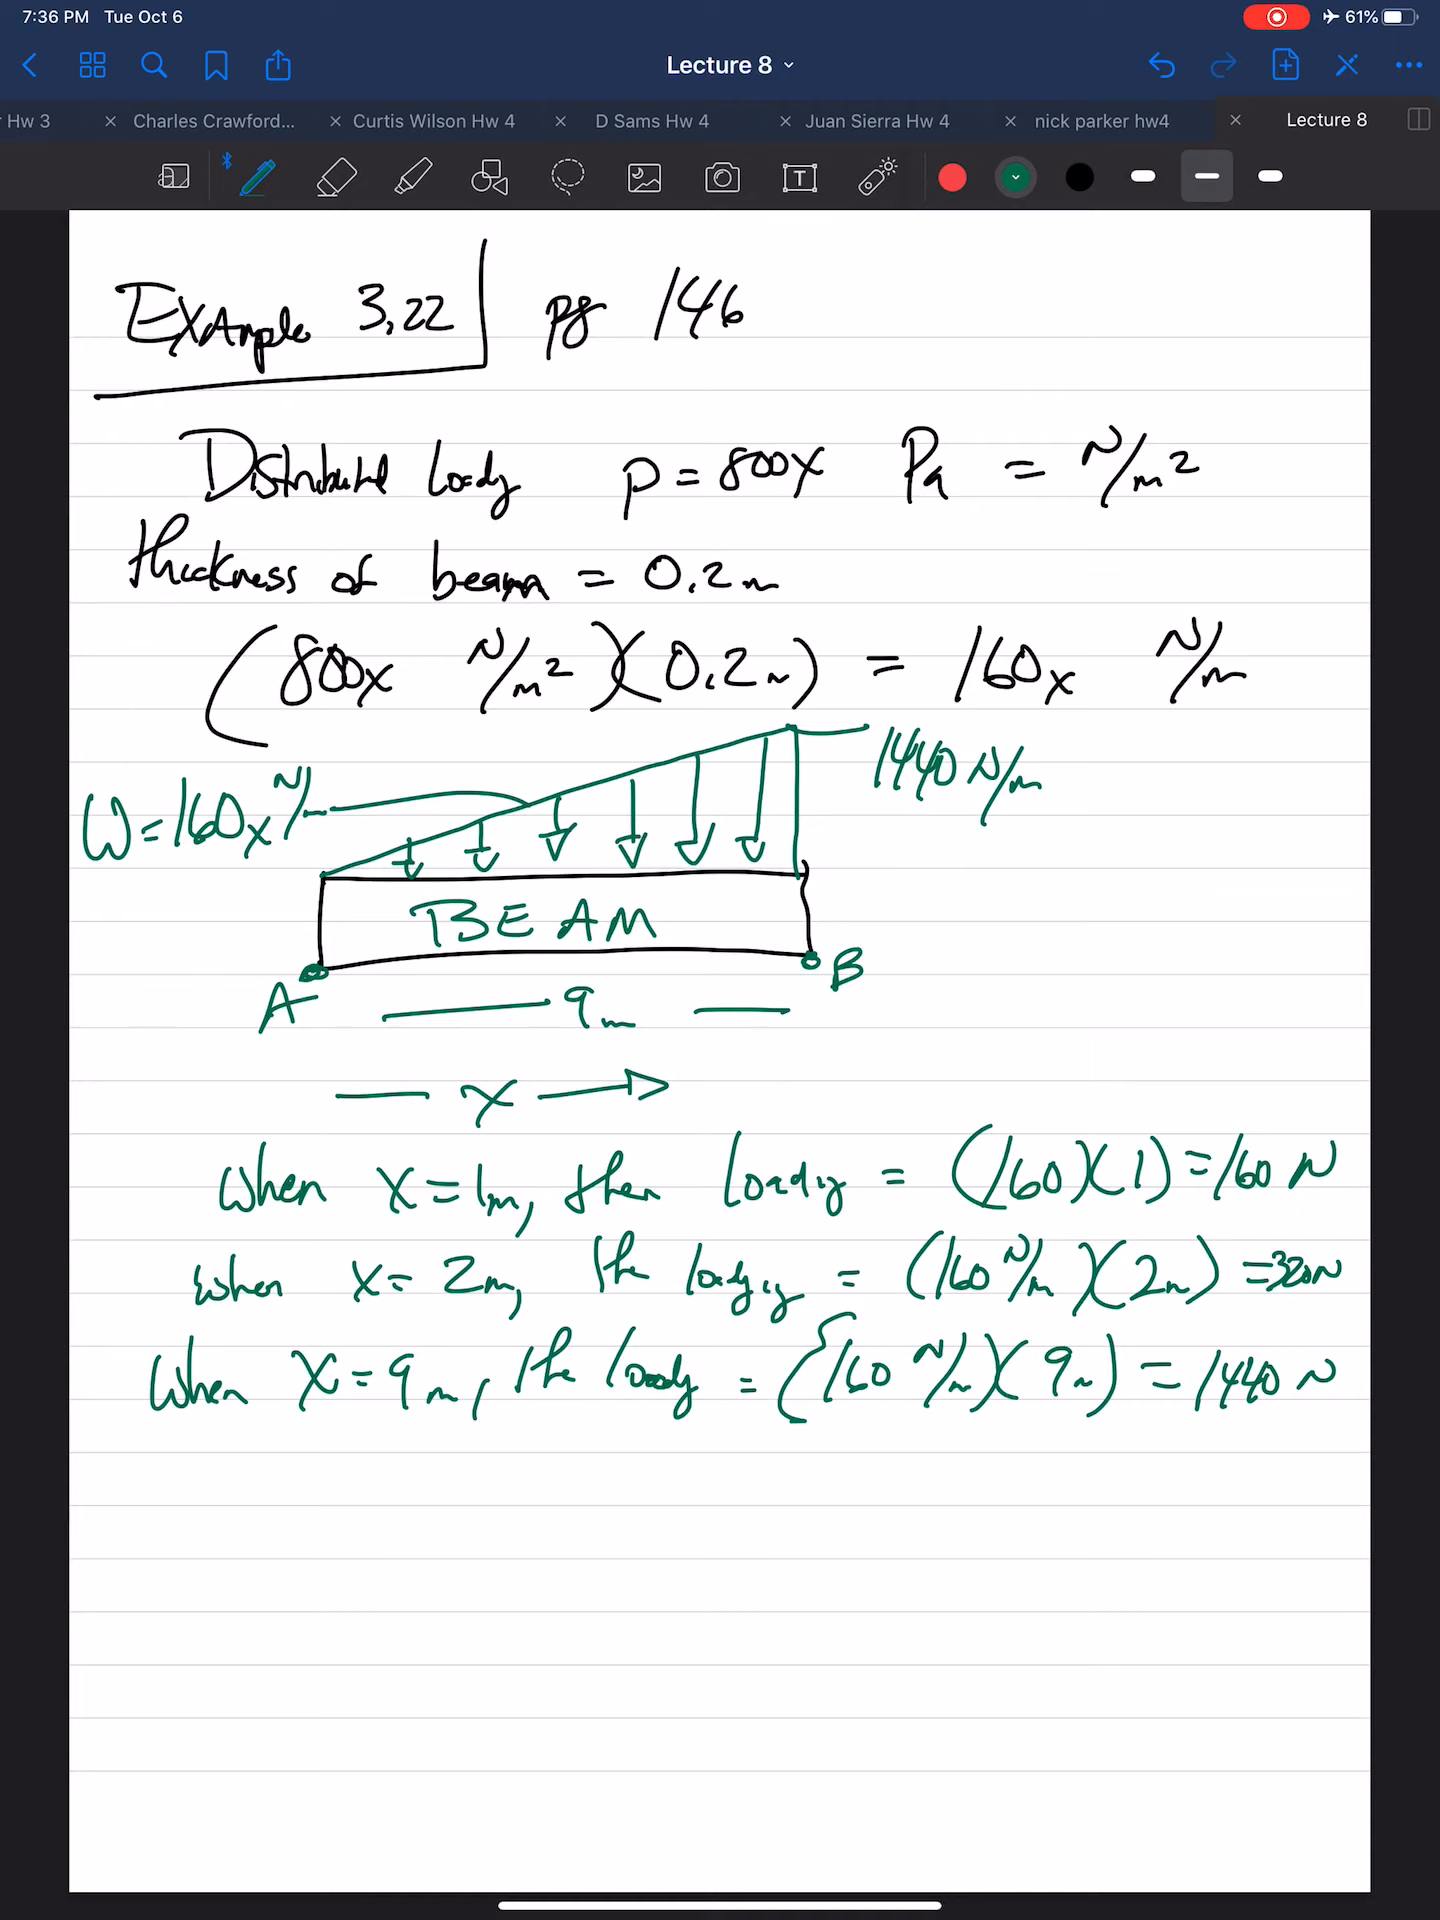 7:36 PM Tue Oct 6
61%
Lecture 8
Hw 3
Charles Crawford...
Curtis Wilson Hw 4
D Sams Hw 4
Juan Sierra Hw 4
nick parker hw4
Lecture 8
T
Example 3.22 pg 146
Distributed load p = 800x Pa = N/m²
thickness of beam = 0.2m
(800x N/m²)(0.2m) = 160x N/m
1440 N/m
W=160x N/m
BEAM
A
B
9m
x
When x=1m, then loading = (160)(1)=160 N
when x= 2m, the loading = (160 N/m)(2m) =320N
When x=9m, the loading = (160 N/m)(9m) = 1440 N